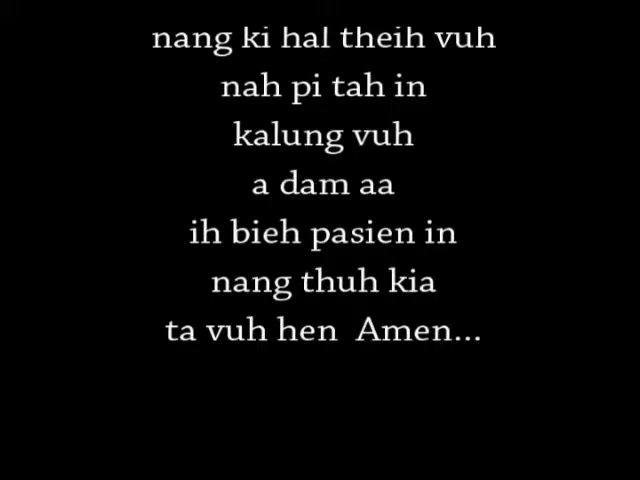 nang ki hal theih vuh
nah pi tah in
kalung vuh
a dam aa
ih bieh pasien in
nang thuh kia
ta vuh hen  Amen...